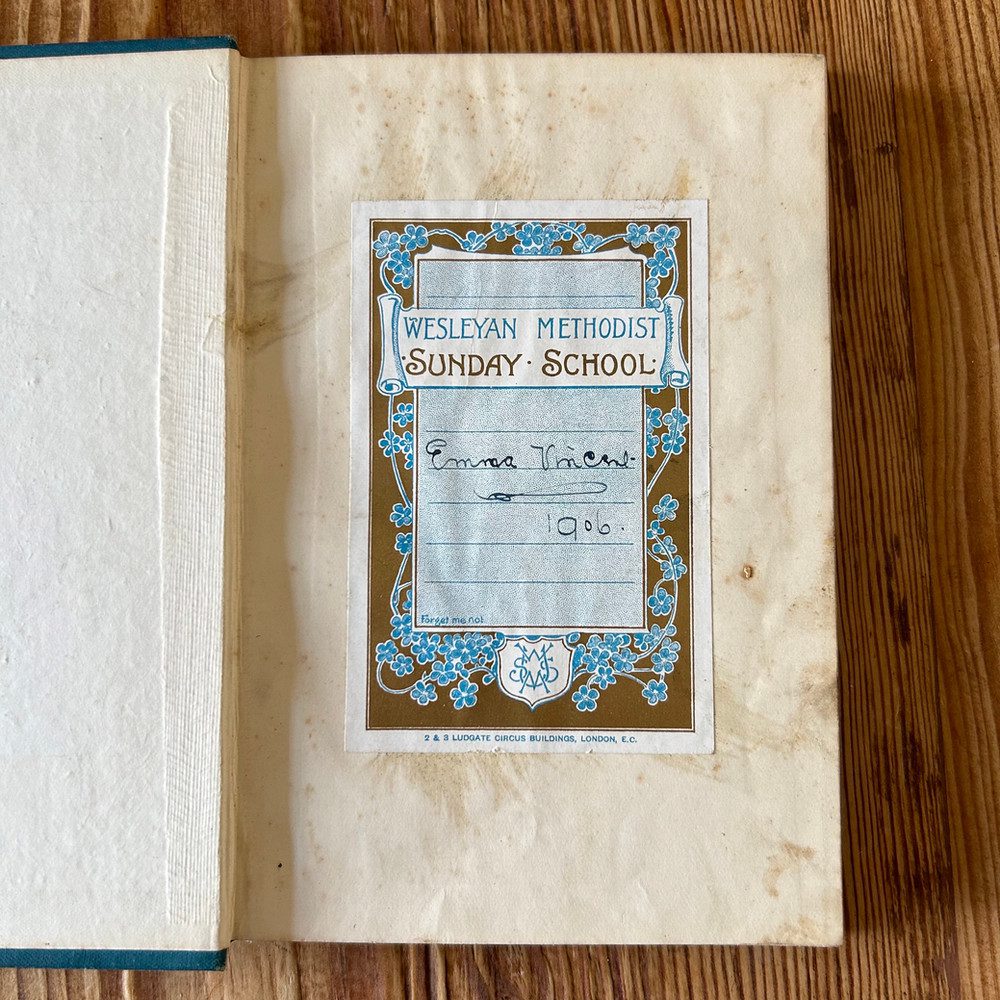 WESLEYAN METHODIST
·SUNDAY · SCHOOL·
Emma Vincent
1906.
Forget me not
2 & 3 LUDGATE CIRCUS BUILDINGS, LONDON, E.C.